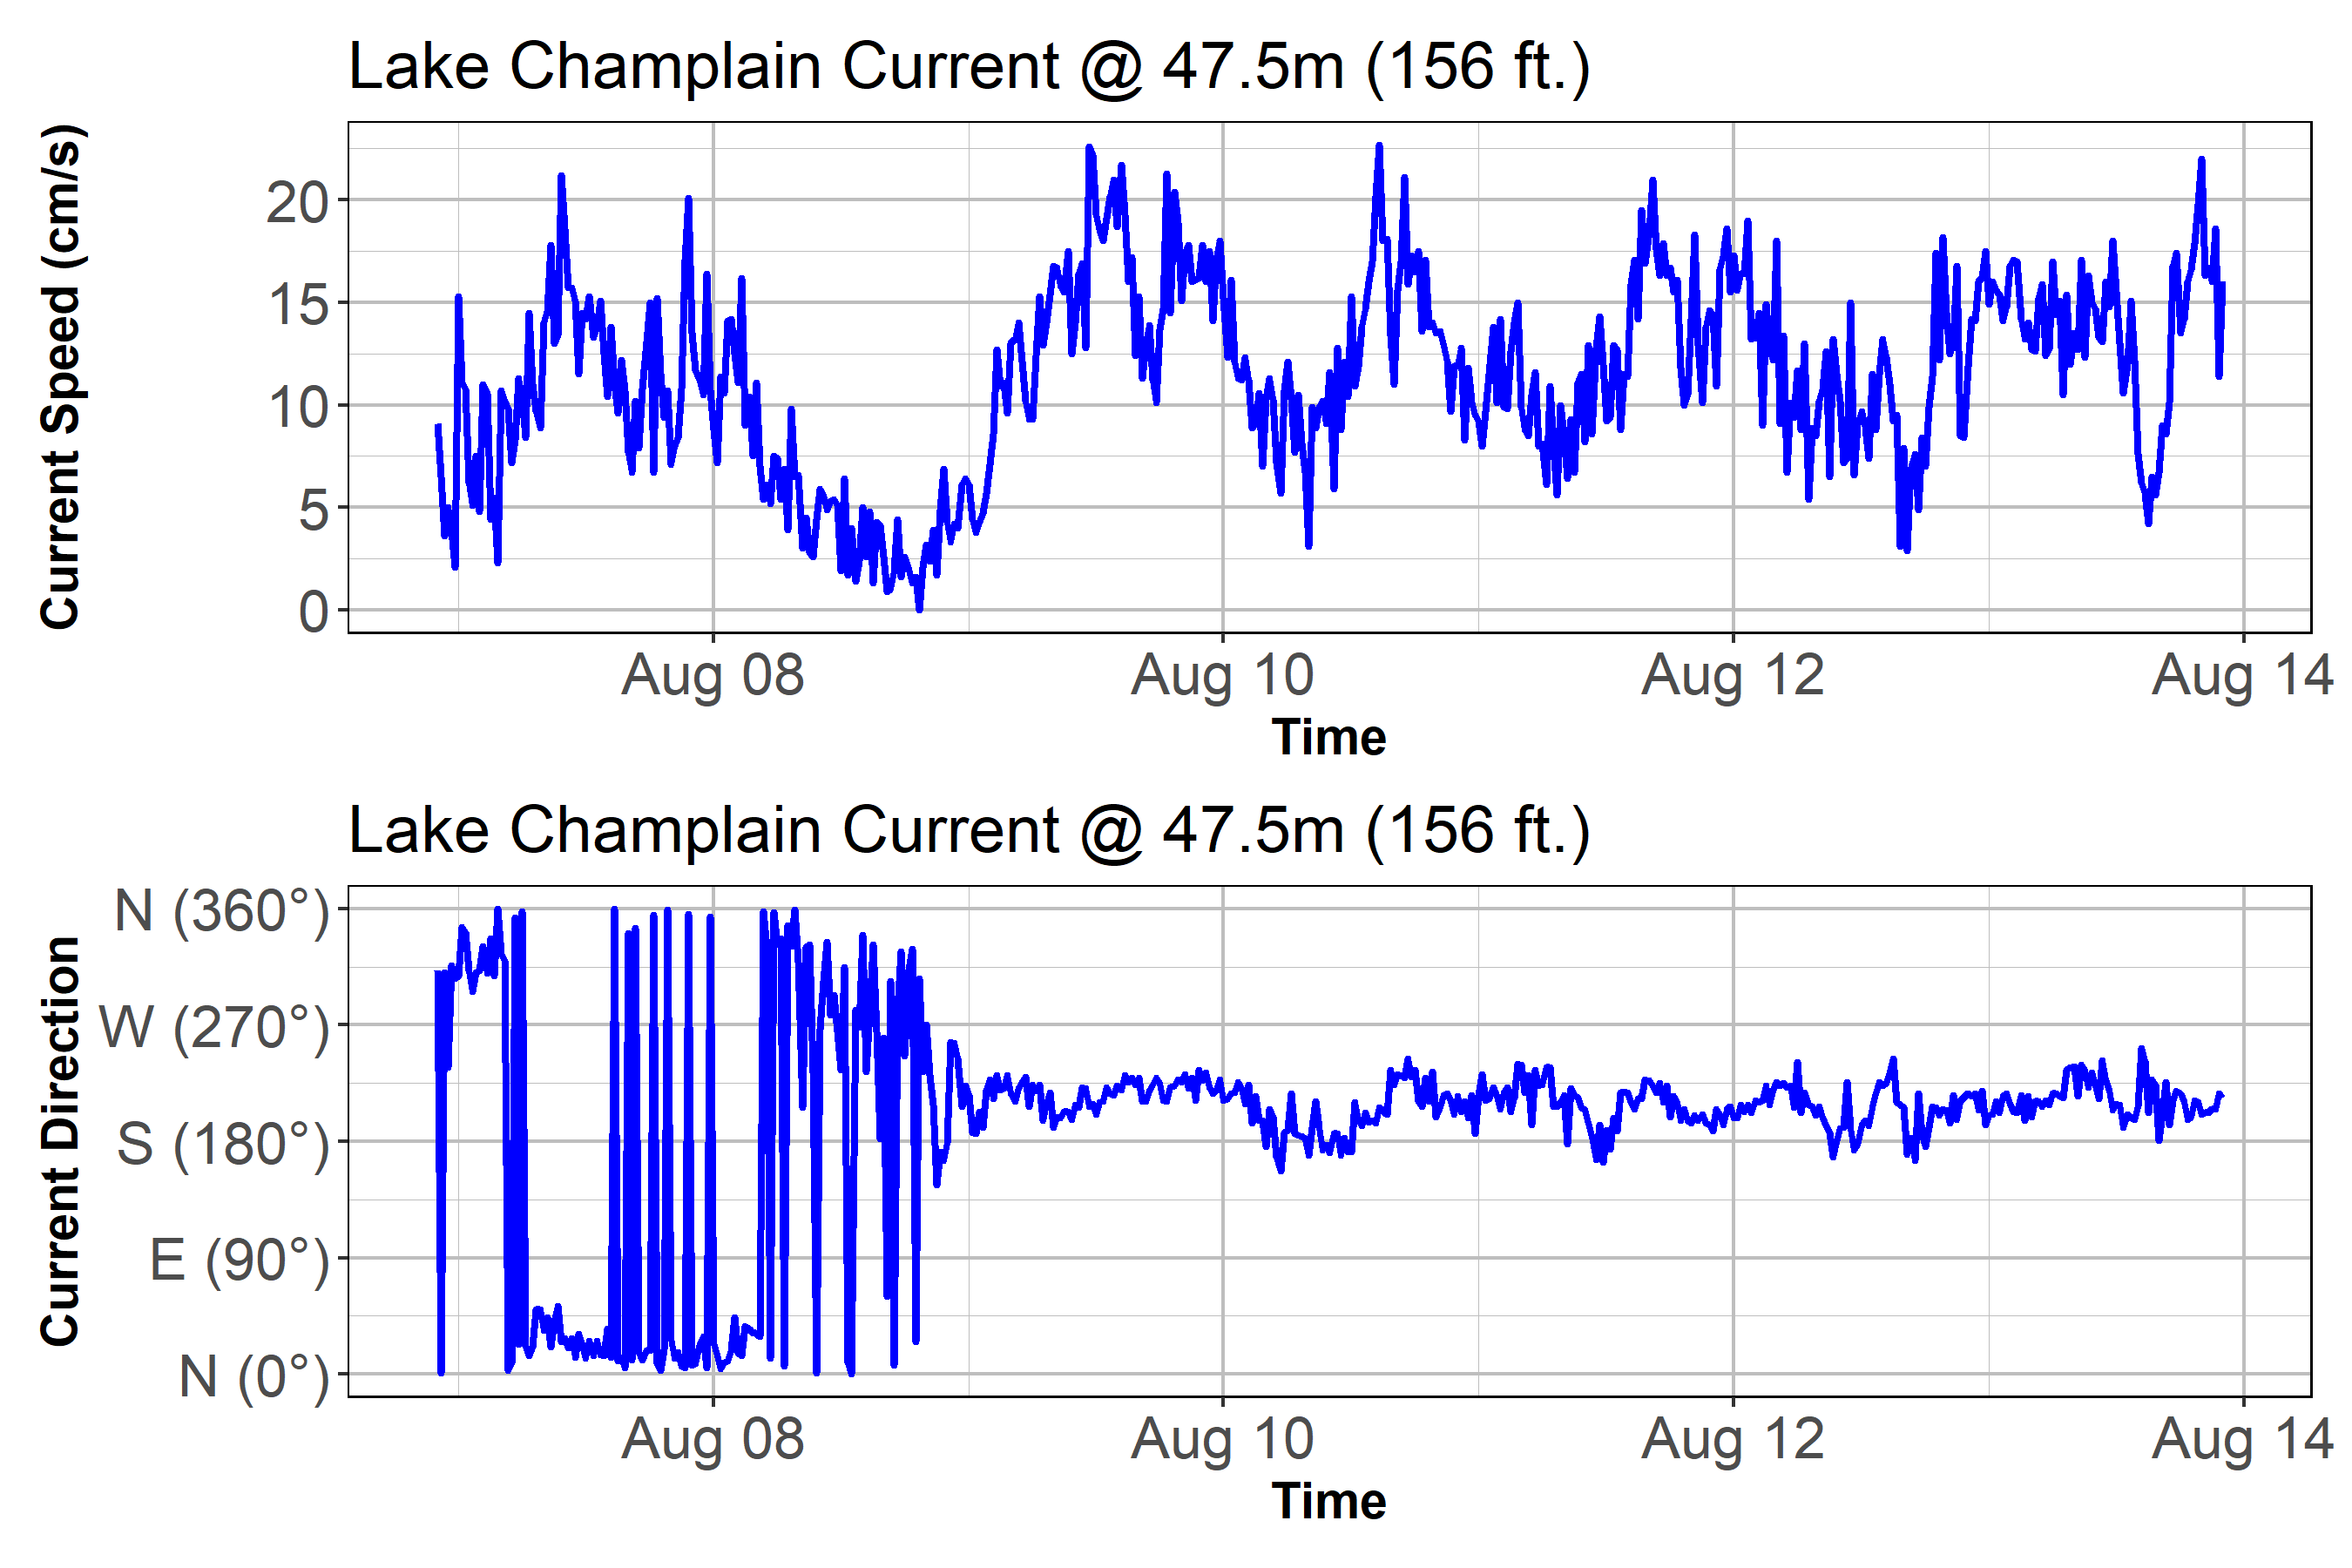 Lake Champlain Current @ 47.5m (156 ft.)
Current Speed (cm/s)
20
15
10
5
0
Aug 08 Aug 10 Aug 12 Aug 14
Time
Lake Champlain Current @ 47.5m (156 ft.)
Current Direction
N (360°)
W (270°)
S (180°)
E (90°)
N (0°)
Aug 08 Aug 10 Aug 12 Aug 14
Time